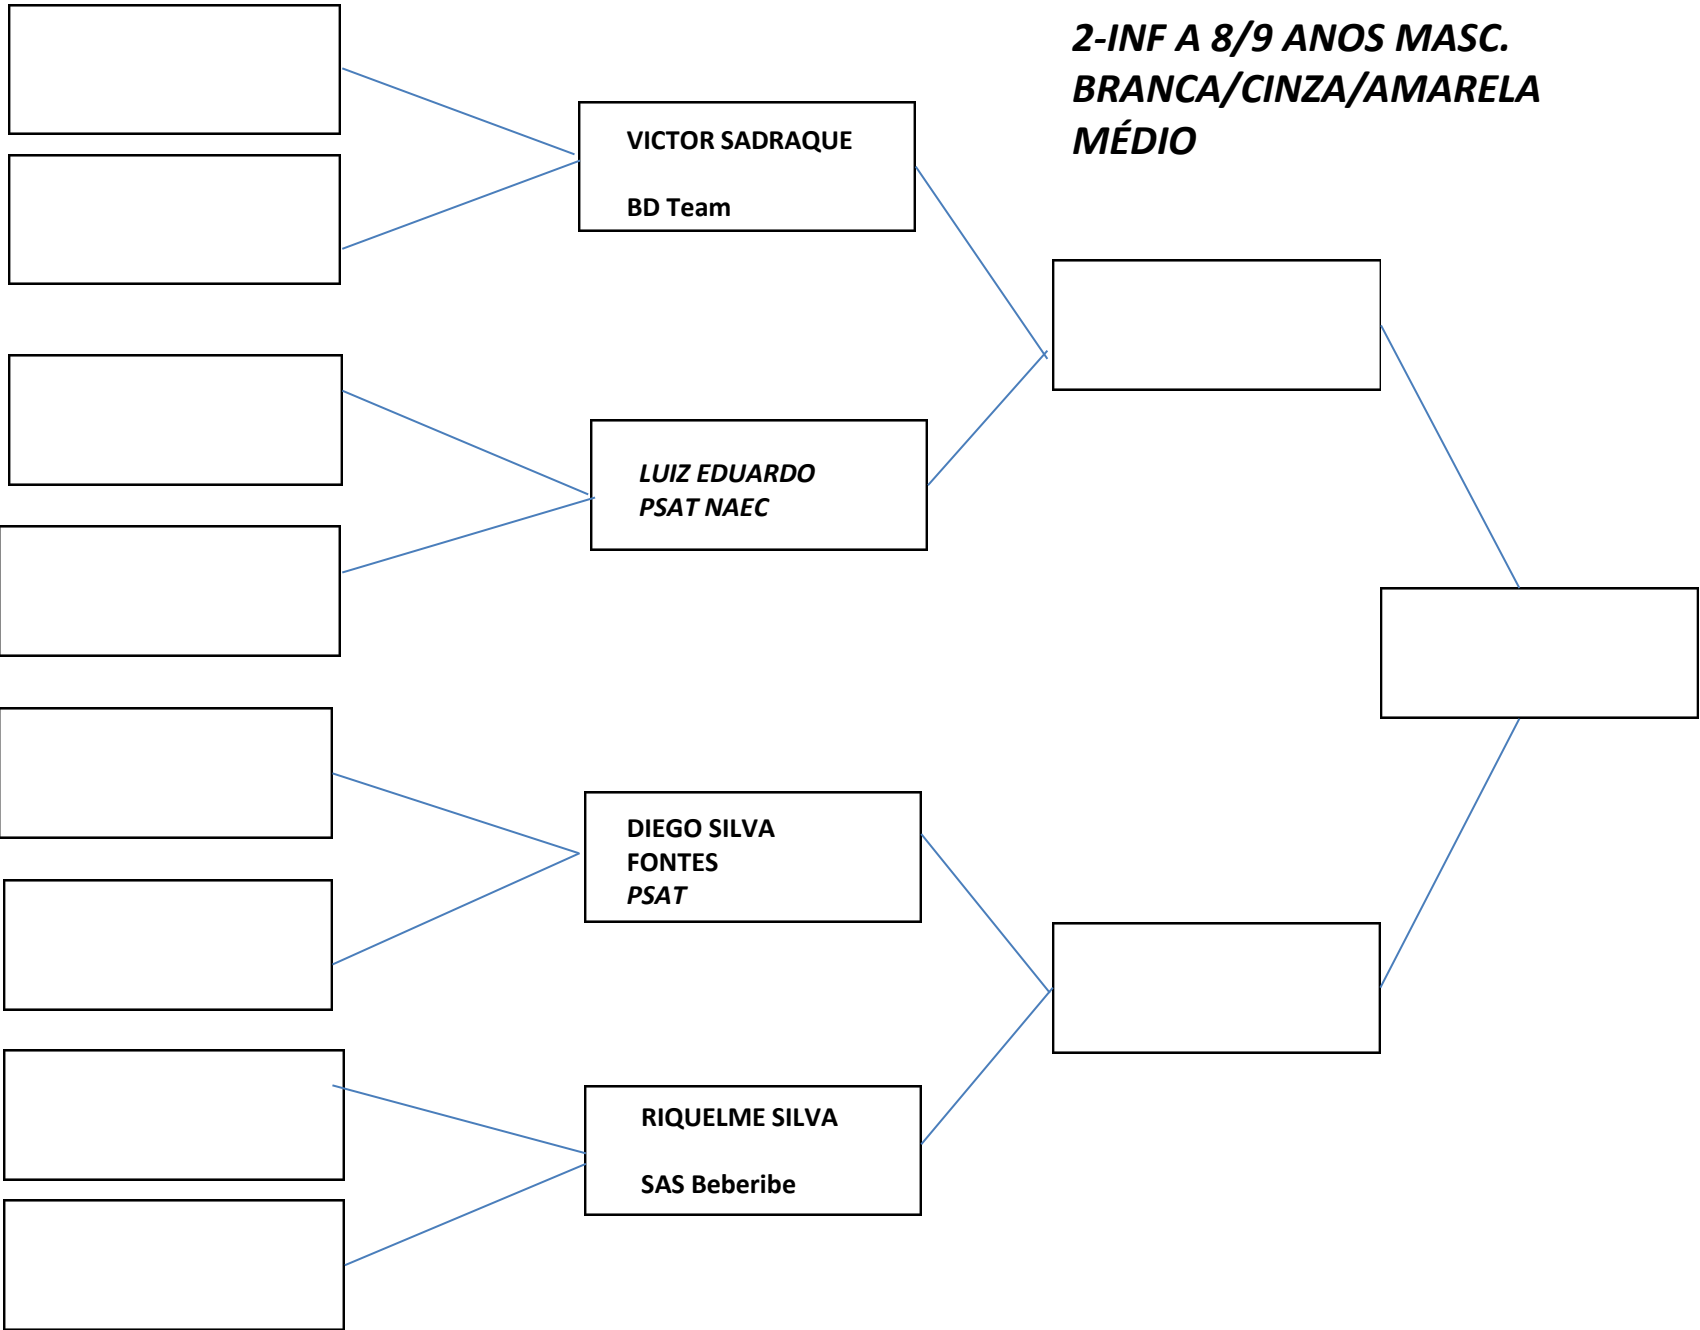 2-INF A 8/9 ANOS MASC.
BRANCA/CINZA/AMARELA
MÉDIO
VICTOR SADRAQUE
BD Team
LUIZ EDUARDO
PSAT NAEC
DIEGO SILVA
FONTES
PSAT
RIQUELME SILVA
SAS Beberibe